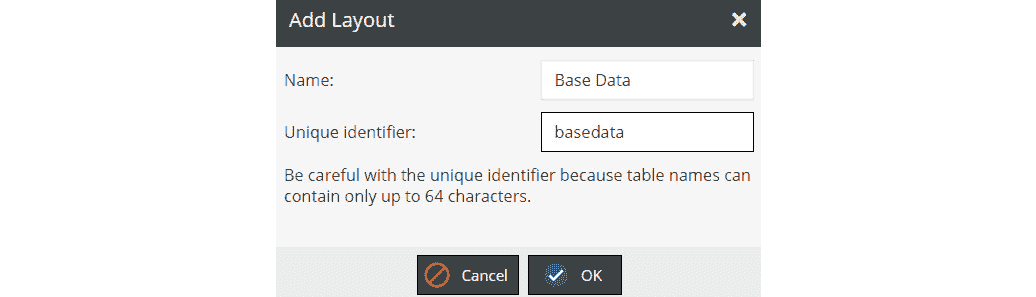 Add Layout
Name: Base Data
Unique identifier: basedata
Be careful with the unique identifier because table names can
contain only up to 64 characters.
Cancel OK